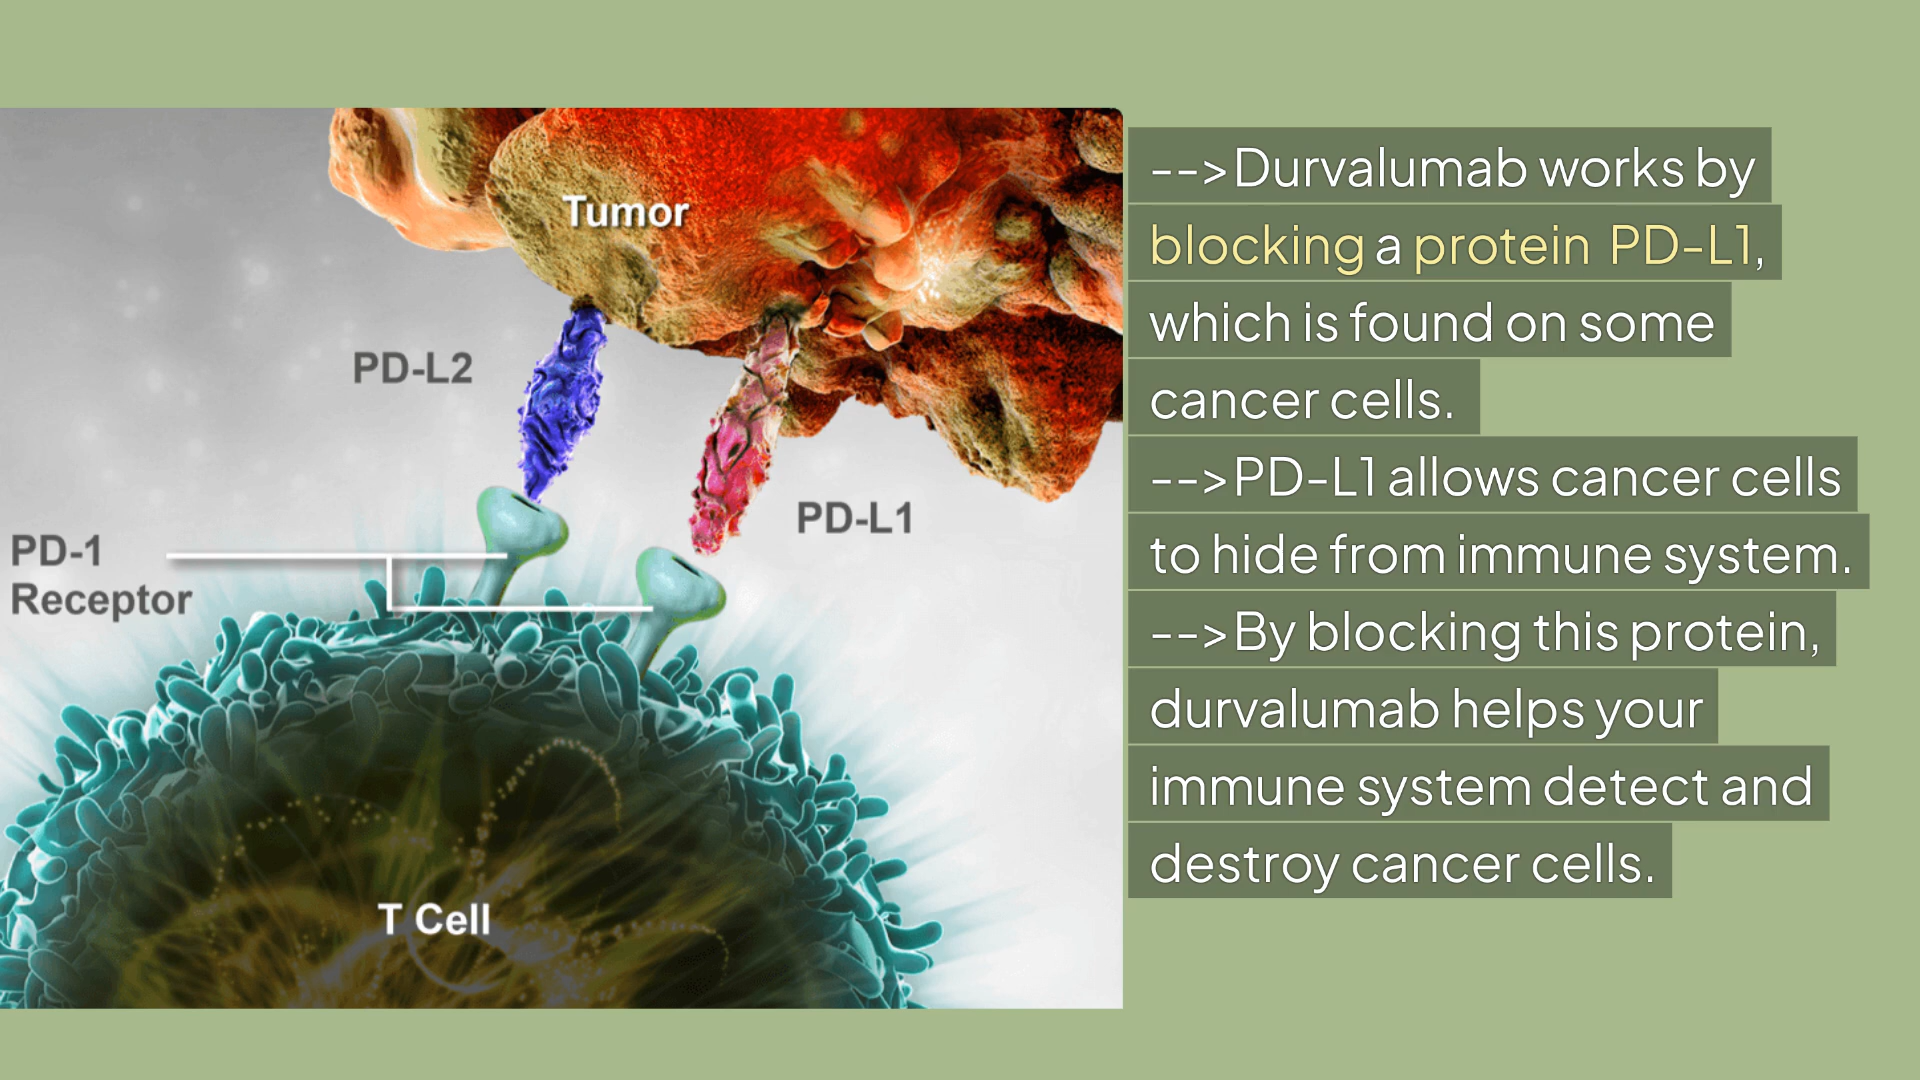 Tumor
PD-L2
PD-L1
PD-1
Receptor
T Cell
-->Durvalumab works by
blocking a protein PD-L1,
which is found on some
cancer cells.
-->PD-L1 allows cancer cells
to hide from immune system.
-->By blocking this protein,
durvalumab helps your
immune system detect and
destroy cancer cells.